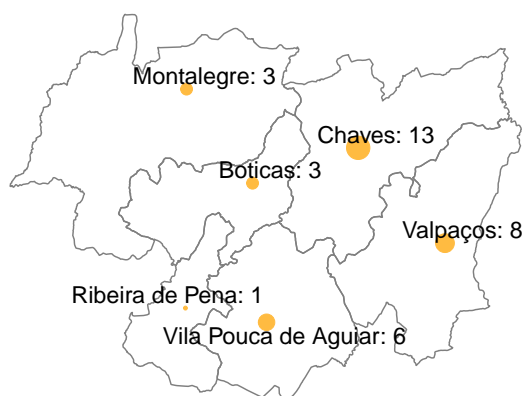 Montalegre: 3
Chaves: 13
Boticas: 3
Valpaços: 8
Ribeira de Pena: 1
Vila Pouca de Aguiar: 6